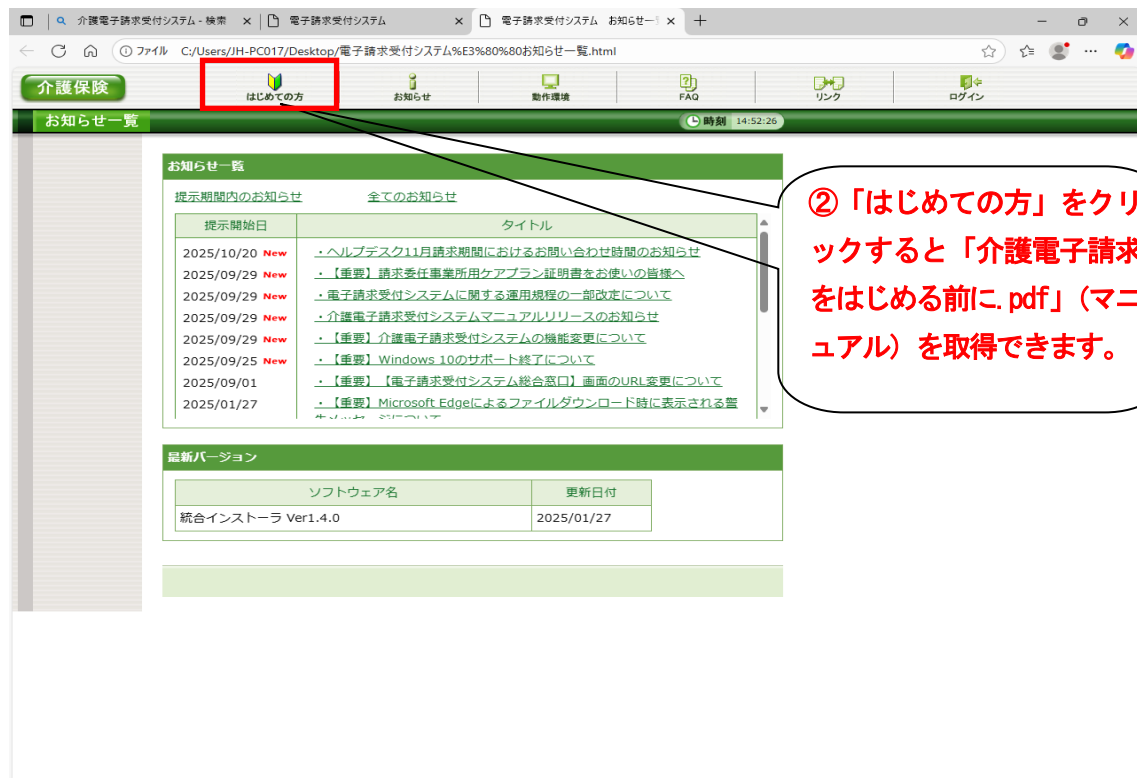 介護電子請求受付システム - 検索
電子請求受付システム
電子請求受付システム お知らせ一
ファイル C:/Users/JH-PC017/Desktop/電子請求受付システム%E3%80%80お知らせ一覧.html
介護保険
はじめての方
お知らせ
動作環境
FAQ
リンク
ログイン
お知らせ一覧
時刻 14:52:26
お知らせ一覧
提示期間内のお知らせ 全てのお知らせ
提示開始日 タイトル
2025/10/20 New ・ヘルプデスク11月請求期間におけるお問い合わせ時間のお知らせ
2025/09/29 New ・【重要】請求委任事業所用ケアプラン証明書をお使いの皆様へ
2025/09/29 New ・電子請求受付システムに関する運用規程の一部改定について
2025/09/29 New ・介護電子請求受付システムマニュアルリリースのお知らせ
2025/09/29 New ・【重要】介護電子請求受付システムの機能変更について
2025/09/25 New ・【重要】Windows 10のサポート終了について
2025/09/01 ・【重要】【電子請求受付システム総合窓口】画面のURL変更について
2025/01/27 ・【重要】Microsoft Edgeによるファイルダウンロード時に表示される警
告メッセージについて
最新バージョン
ソフトウェア名 更新日付
統合インストーラ Ver1.4.0 2025/01/27
②「はじめての方」をクリ
ックすると「介護電子請求
をはじめる前に.pdf」（マニ
ュアル）を取得できます。